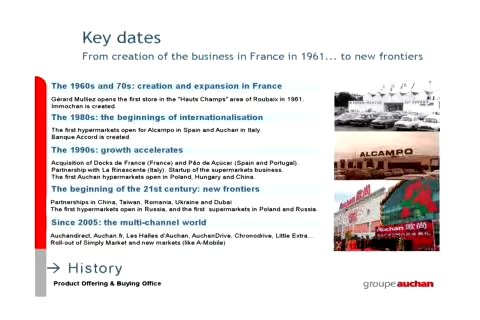 Key dates
From creation of the business in France in 1961... to new frontiers
The 1960s and 70s: creation and expansion in France
Gérard Mulliez opens the first store in the "Hauts Champs" area of Roubaix in 1961.
Immochan is created.
The 1980s: the beginnings of internationalisation
The first hypermarkets open for Alcampo in Spain and Auchan in Italy.
Banque Accord is created.
The 1990s: growth accelerates
Acquisition of Docks de France (France) and Pão de Açúcar (Spain and Portugal).
Partnership with La Rinascente (Italy). Startup of the supermarkets business.
The first Auchan hypermarkets open in Poland, Hungary and China.
The beginning of the 21st century: new frontiers
Partnerships in China, Taiwan, Romania, Ukraine and Dubai
The first hypermarkets open in Russia, and the first supermarkets in Poland and Russia.
Since 2005: the multi-channel world
Auchandirect, Auchan.fr, Les Halles d'Auchan, AuchanDrive, Chronodrive, Little Extra...
Roll-out of Simply Market and new markets (like A-Mobile)
ALCAMPO
Auchan 欧尚
→ History
Product Offering & Buying Office
groupeauchan